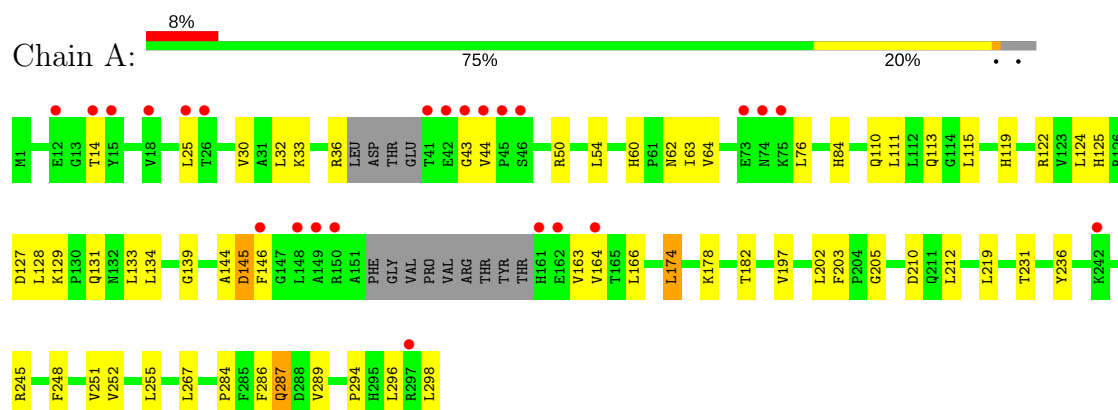 8%
Chain A:
75% 20% • •
M1 E12 G13 T14 Y15 V18 L25 T26 V30 A31 L32 K33 R36 LEU ASP THR GLU T41 E42 G43 V44 P45 S46 R50 L54 H60 P61 N62 I63 V64 E73 N74 K75 L76 H84 Q110 L111 L112 Q113 G114 L115 H119 R122 V123 L124 H125 R126
D127 L128 K129 P130 Q131 N132 L133 L134 G139 A144 D145 F146 G147 L148 A149 R150 A151 PHE GLY VAL PRO VAL ARG THR TYR THR H161 E162 V163 V164 T165 L166 L174 K178 T182 V197 L202 F203 P204 G205 D210 Q211 L212 L219 T231 Y236 K242
R245 F248 V251 V252 L255 L267 P284 F285 F286 Q287 D288 V289 P294 H295 L296 R297 L298